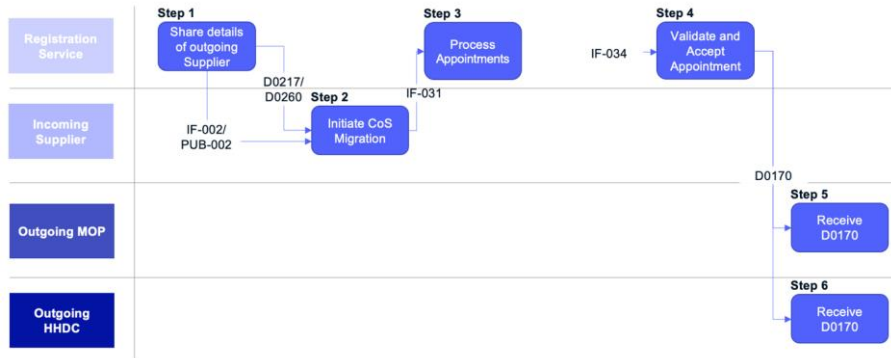 Registration
Service
Step 1
Share details
of outgoing
Supplier
Step 3
Process
Appointments
Step 4
IF-034
Validate and
Accept
Appointment
D0217/
D0260
Incoming
Supplier
IF-002/
PUB-002
Step 2
Initiate CoS
Migration
IF-031
D0170
Outgoing MOP
Step 5
Receive
D0170
Outgoing
HHDC
Step 6
Receive
D0170